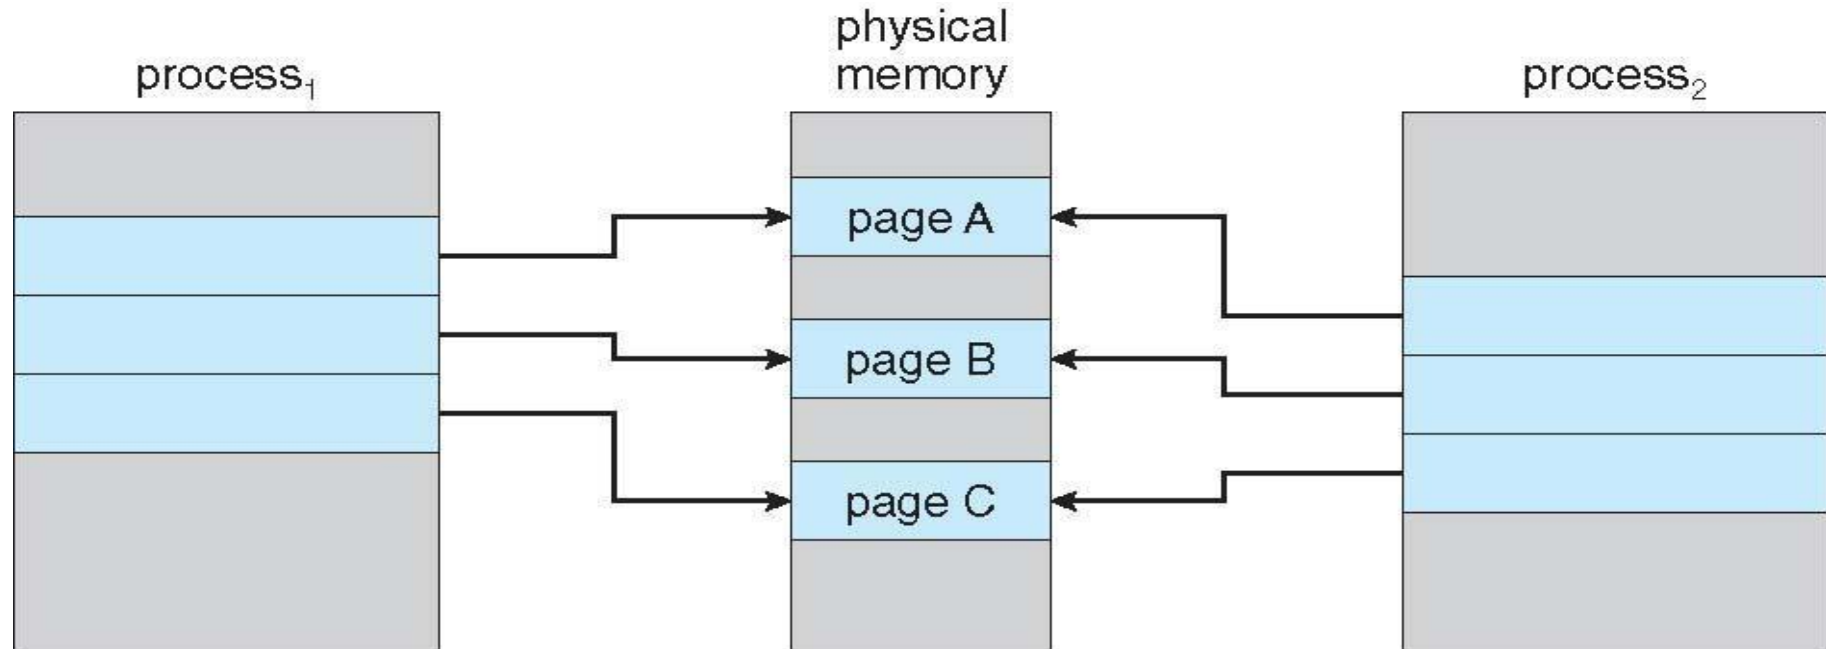 process₁
physical
memory
process₂
page A
page B
page C